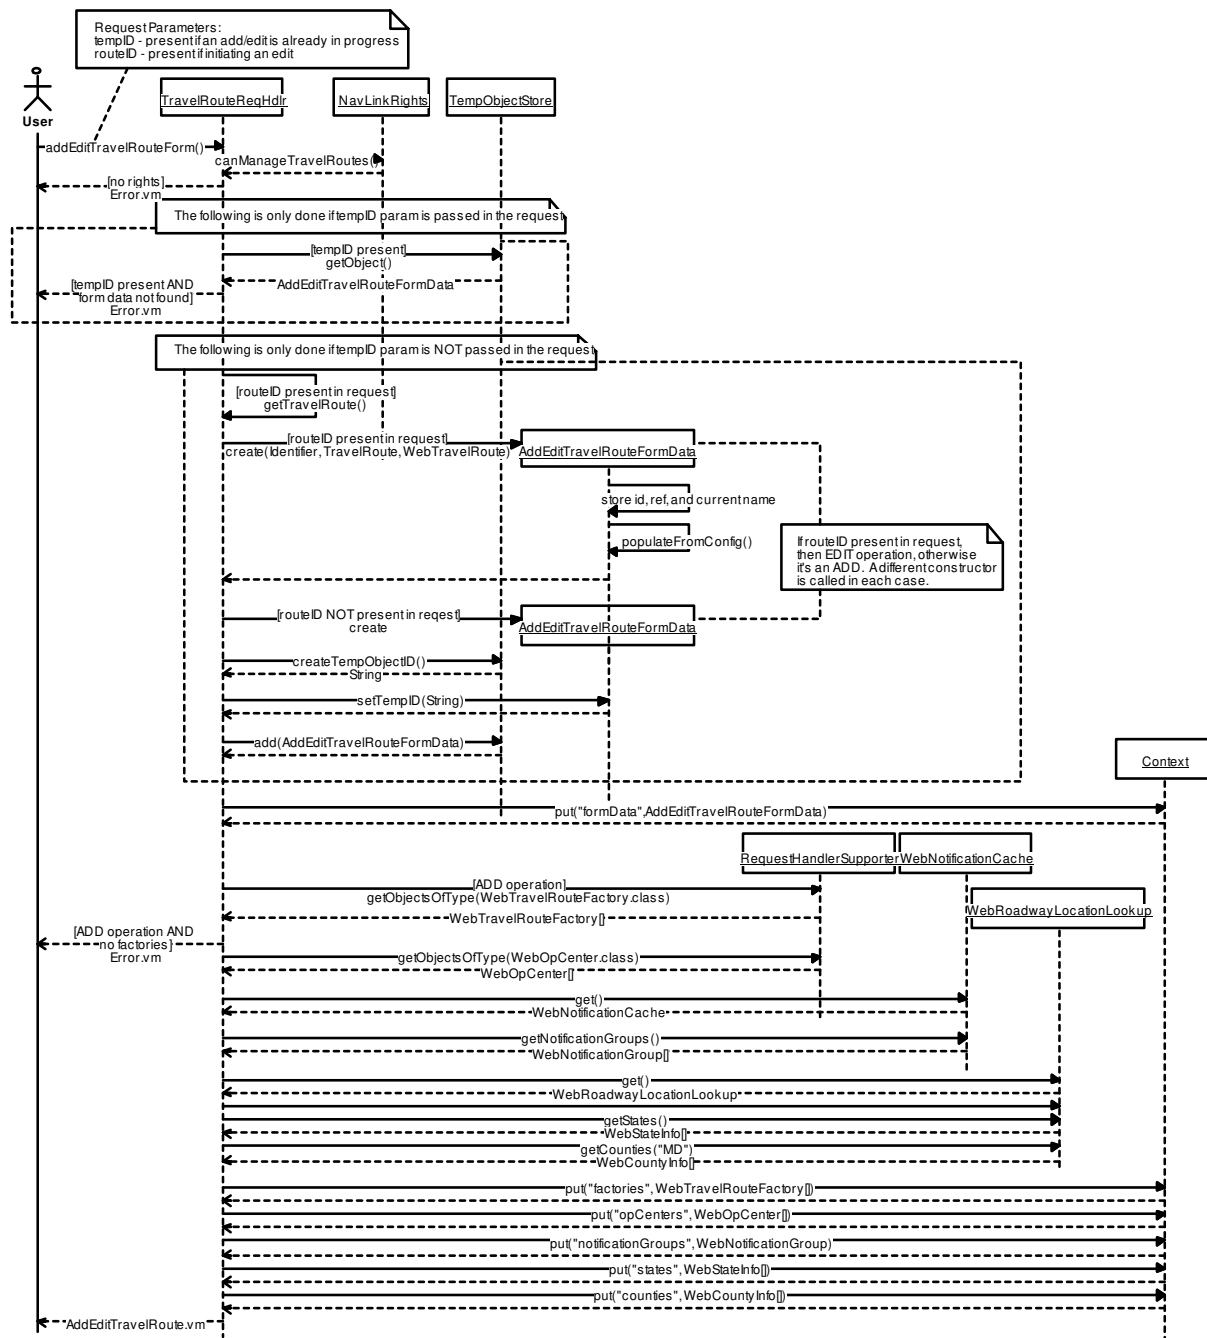 Request Parameters:
tempID - present if an add/edit is already in progress
routeID - present if initiating an edit
User
TravelRouteReqHdlr
NavLinkRights
TempObjectStore
addEditTravelRouteForm()
canManageTravelRoutes()
[no rights]
Error.vm
The following is only done if tempID param is passed in the request
[tempID present]
getObject()
AddEditTravelRouteFormData
[tempID present AND
form data not found]
Error.vm
The following is only done if tempID param is NOT passed in the request
[routeID present in request]
getTravelRoute()
[routeID present in request]
create(Identifier, TravelRoute, WebTravelRoute)
AddEditTravelRouteFormData
store id, ref, and current name
populateFromConfig()
If routeID present in request,
then EDIT operation, otherwise
it's an ADD. A different constructor
is called in each case.
[routeID NOT present in reqest]
create
AddEditTravelRouteFormData
createTempObjectID()
String
setTempID(String)
add(AddEditTravelRouteFormData)
Context
put("formData",AddEditTravelRouteFormData)
RequestHandlerSupporter
WebNotificationCache
[ADD operation]
getObjectsOfType(WebTravelRouteFactory.class)
WebRoadwayLocationLookup
WebTravelRouteFactory[]
[ADD operation AND
no factories}
Error.vm
getObjectsOfType(WebOpCenter.class)
WebOpCenter[]
get()
WebNotificationCache
getNotificationGroups()
WebNotificationGroup[]
get()
WebRoadwayLocationLookup
getStates()
WebStateInfo[]
getCounties("MD")
WebCountyInfo[]
put("factories", WebTravelRouteFactory[])
put("opCenters", WebOpCenter[])
put("notificationGroups", WebNotificationGroup)
put("states", WebStateInfo[])
put("counties", WebCountyInfo[])
AddEditTravelRoute.vm